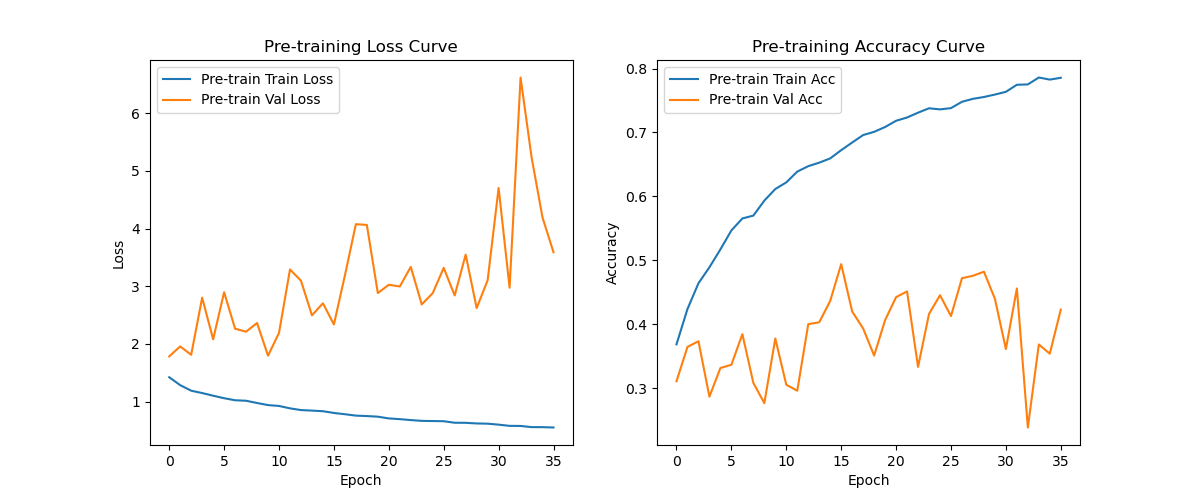 Pre-training Loss Curve
Pre-train Train Loss
Pre-train Val Loss
Loss
6
5
4
3
2
1
0 5 10 15 20 25 30 35
Epoch
Pre-training Accuracy Curve
Pre-train Train Acc
Pre-train Val Acc
Accuracy
0.8
0.7
0.6
0.5
0.4
0.3
0 5 10 15 20 25 30 35
Epoch